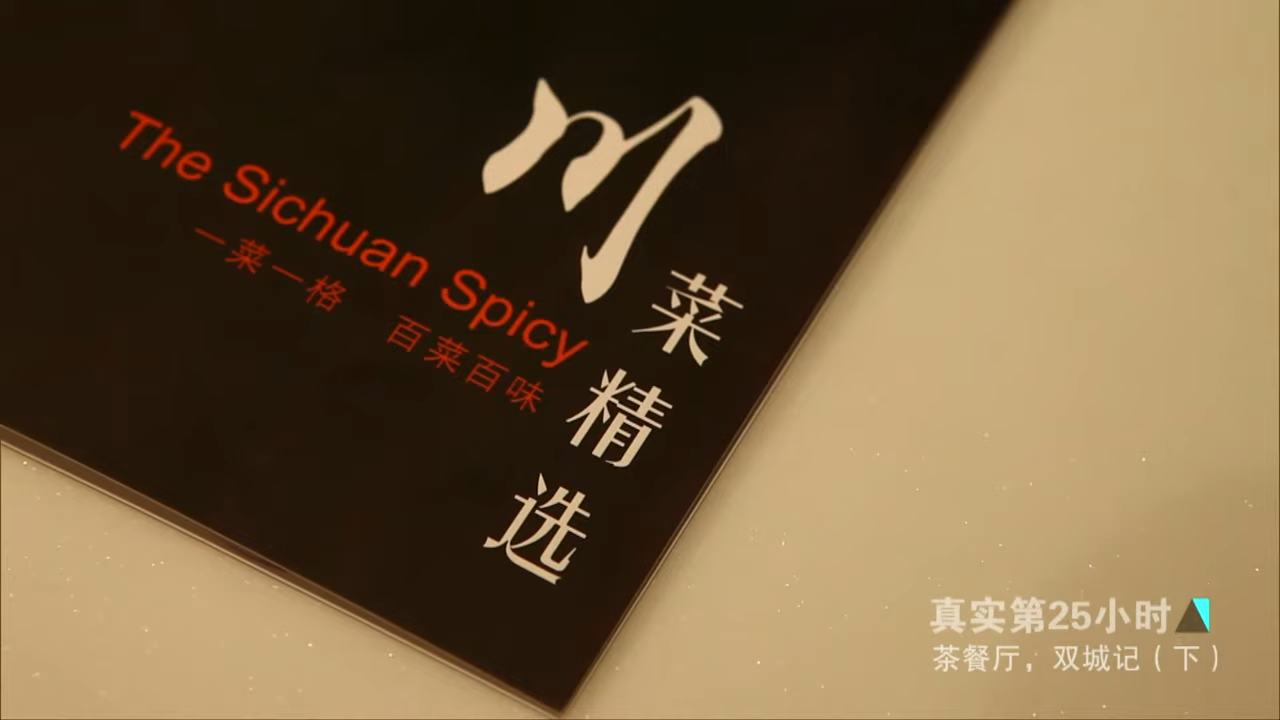 川菜精选
The Sichuan Spicy
一菜一格 百菜百味
真实第25小时
茶餐厅，双城记（下）